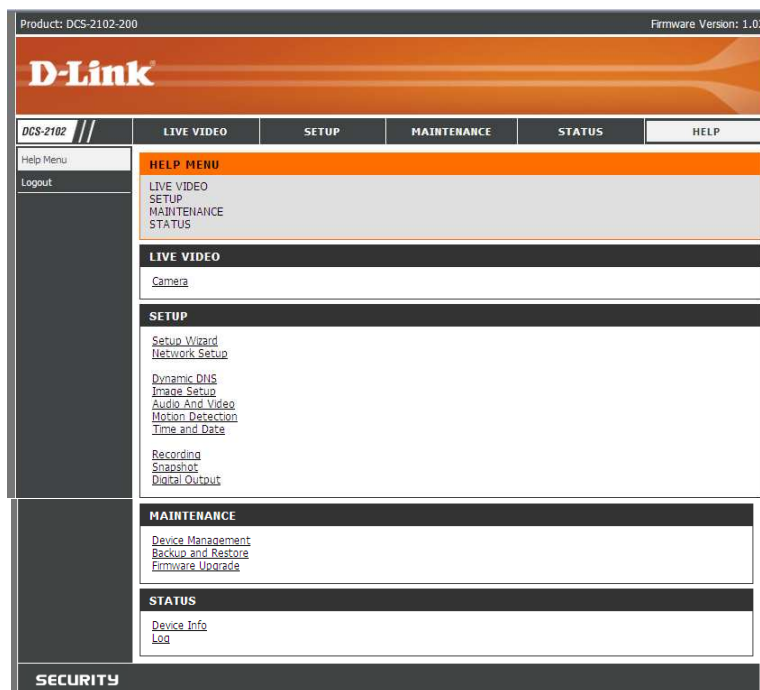 Product: DCS-2102-200 Firmware Version: 1.02
D-Link
DCS-2102 // LIVE VIDEO SETUP MAINTENANCE STATUS HELP
Help Menu
Logout
HELP MENU
LIVE VIDEO
SETUP
MAINTENANCE
STATUS
LIVE VIDEO
Camera
SETUP
Setup Wizard
Network Setup
Dynamic DNS
Image Setup
Audio And Video
Motion Detection
Time and Date
Recording
Snapshot
Digital Output
MAINTENANCE
Device Management
Backup and Restore
Firmware Upgrade
STATUS
Device Info
Log
SECURITY